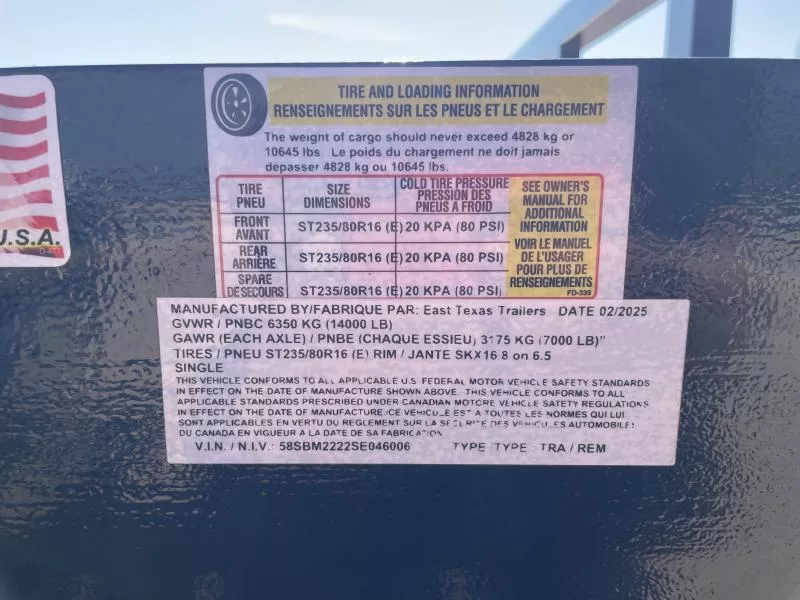 U.S.A.
TIRE AND LOADING INFORMATION
RENSEIGNEMENTS SUR LES PNEUS ET LE CHARGEMENT
The weight of cargo should never exceed 4828 kg or
10645 lbs. Le poids du chargement ne doit jamais
depasser 4828 kg ou 10645 lbs.
TIRE PNEU SIZE DIMENSIONS COLD TIRE PRESSURE PRESSION DES PNEUS A FROID
FRONT AVANT ST235/80R16 (E) 20 KPA (80 PSI)
REAR ARRIÈRE ST235/80R16 (E) 20 KPA (80 PSI)
SPARE DE SECOURS ST235/80R16 (E) 20 KPA (80 PSI)
SEE OWNER'S
MANUAL FOR
ADDITIONAL
INFORMATION
VOIR LE MANUEL
DE L'USAGER
POUR PLUS DE
RENSEIGNEMENTS
FD-339
MANUFACTURED BY/FABRIQUE PAR: East Texas Trailers DATE 02/2025
GVWR / PNBC 6350 KG (14000 LB)
GAWR (EACH AXLE) / PNBE (CHAQUE ESSIEU) 3175 KG (7000 LB)"
TIRES / PNEU ST235/80R16 (E) RIM / JANTE SKX16 8 on 6.5
SINGLE
THIS VEHICLE CONFORMS TO ALL APPLICABLE U.S. FEDERAL MOTOR VEHICLE SAFETY STANDARDS
IN EFFECT ON THE DATE OF MANUFACTURE SHOWN ABOVE. THIS VEHICLE CONFORMS TO ALL
APPLICABLE STANDARDS PRESCRIBED UNDER CANADIAN MOTORE VEHICLE SAFETY REGULATIONS
IN EFFECT ON THE DATE OF MANUFACTURE./CE VEHICULE EST A TOUTES LES NORMES QUI LUI
SONT APPLICABLES EN VERTU DU REGLEMENT SUR LA SECURITE DES VEHICULES AUTOMOBILES
DU CANADA EN VIGUEUR A LA DATE DE SA FABRICATION
V.I.N. / N.I.V.: 58SBM2222SE046006 TYPE /TYPE : TRA / REM